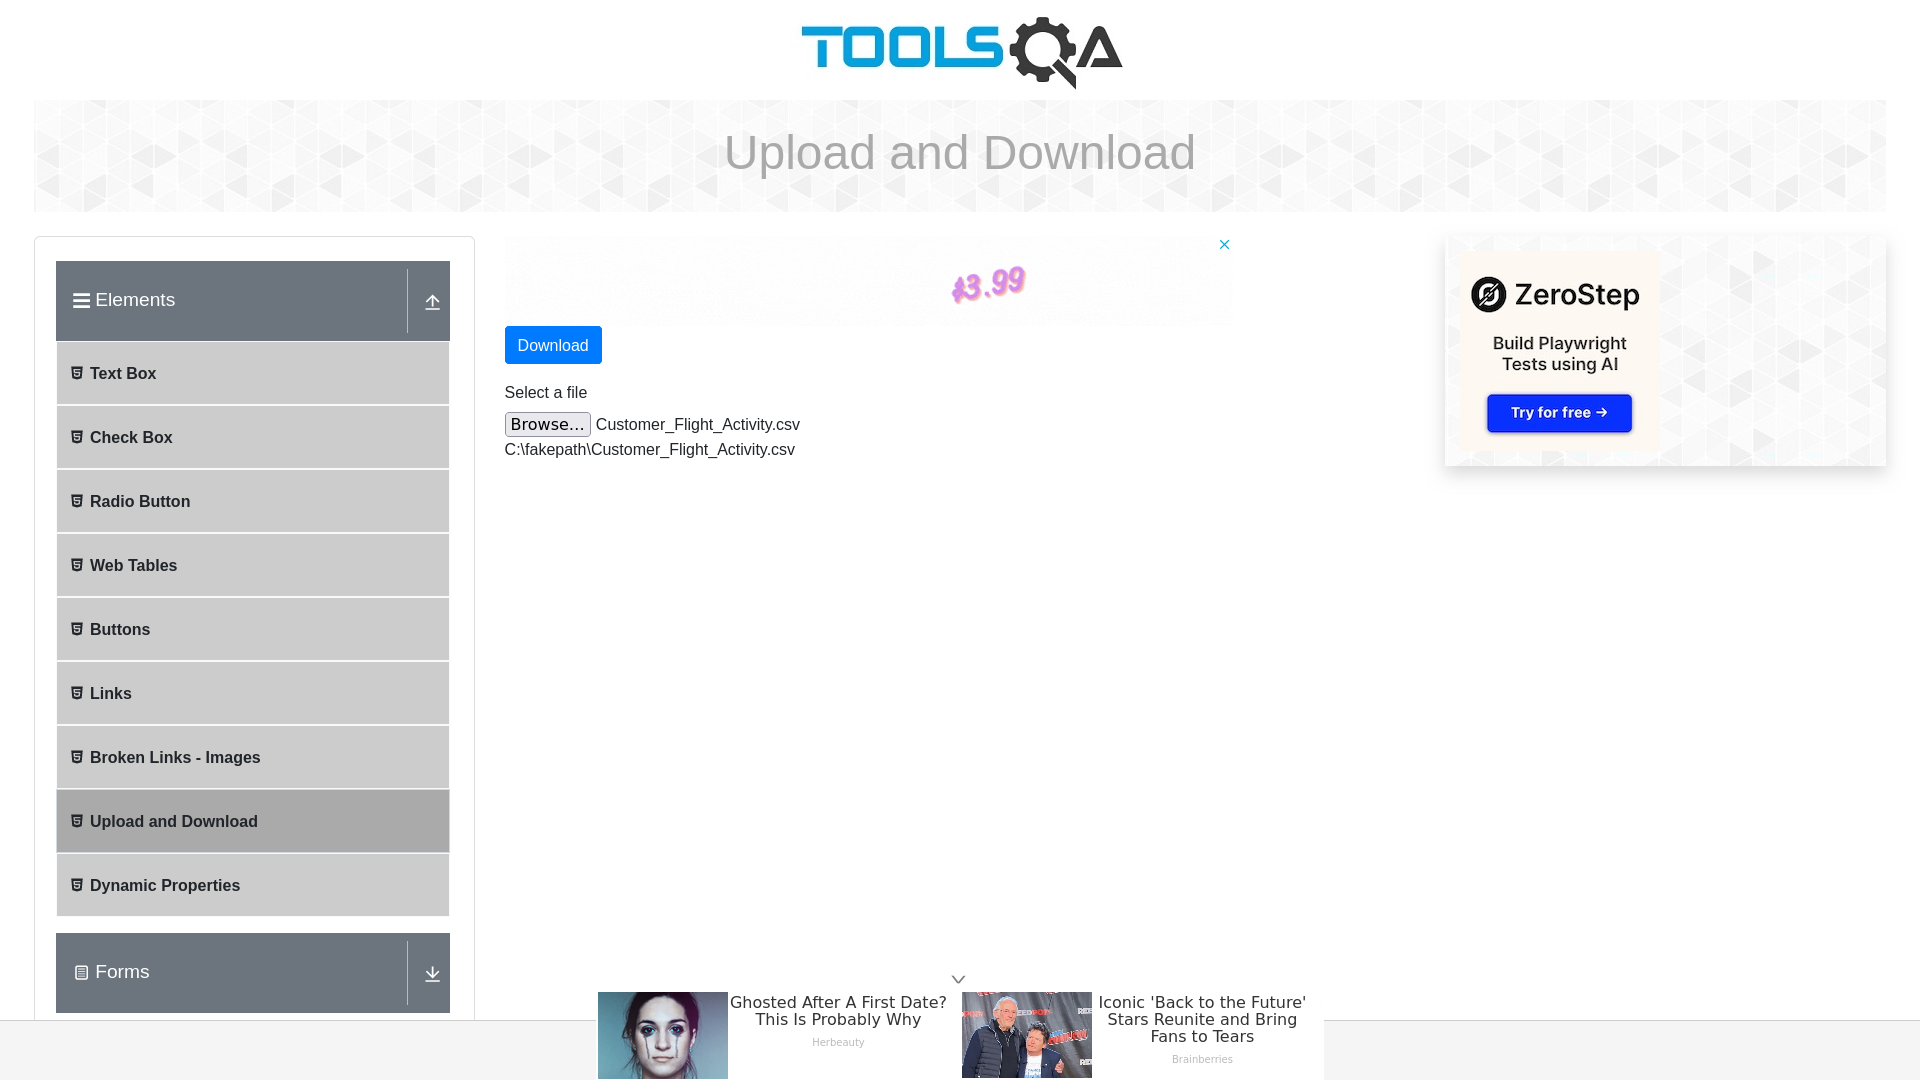 TOOLSQA
Upload and Download
Elements
Text Box
Check Box
Radio Button
Web Tables
Buttons
Links
Broken Links - Images
Upload and Download
Dynamic Properties
Forms
$3.99
Download
Select a file
Browse... Customer_Flight_Activity.csv
C:\fakepath\Customer_Flight_Activity.csv
ZeroStep
Build Playwright
Tests using AI
Try for free →
Ghosted After A First Date?
This Is Probably Why
Herbeauty
Iconic 'Back to the Future'
Stars Reunite and Bring
Fans to Tears
Brainberries